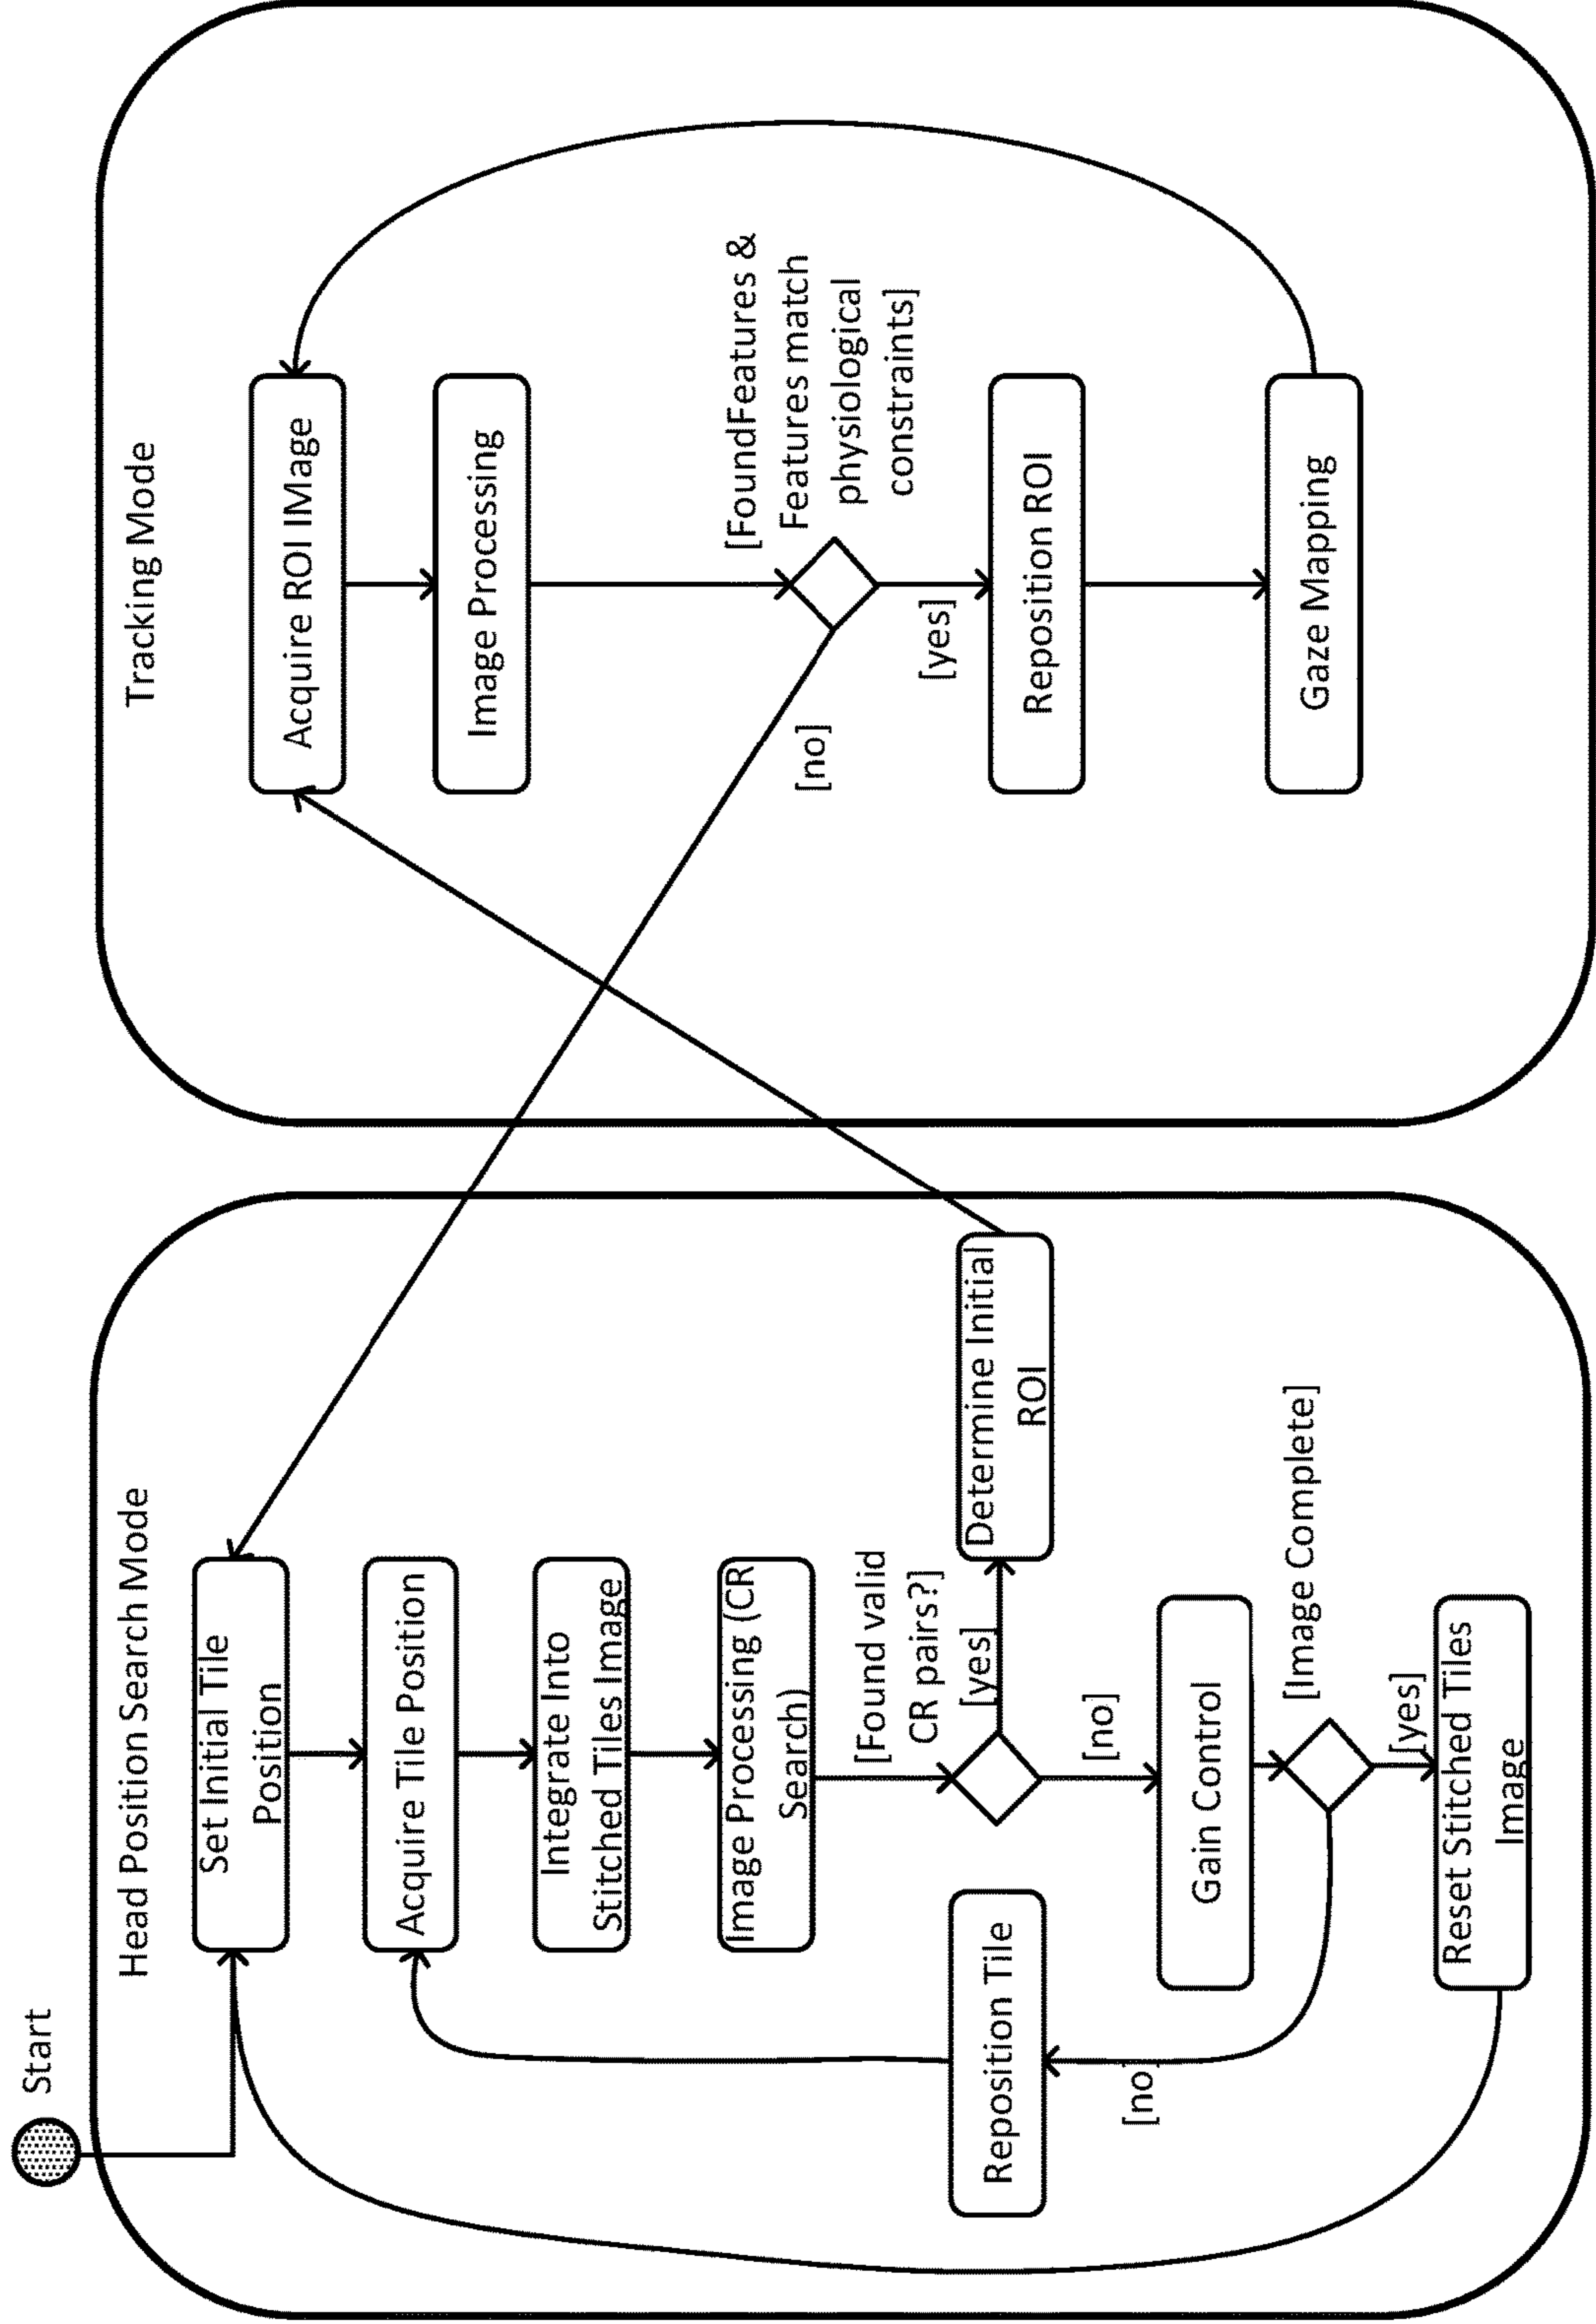 Start
Head Position Search Mode
Set Initial Tile
Position
Acquire Tile Position
Integrate Into
Stitched Tiles Image
Image Processing (CR
Search)
[Found valid
CR pairs?]
[yes]
Determine Initial
ROI
[no]
Reposition Tile
Gain Control
[Image Complete]
[no]
[yes]
Reset Stitched Tiles
Image
Tracking Mode
Acquire ROI IMage
Image Processing
[FoundFeatures &
Features match
physiological
constraints]
[no]
[yes]
Reposition ROI
Gaze Mapping